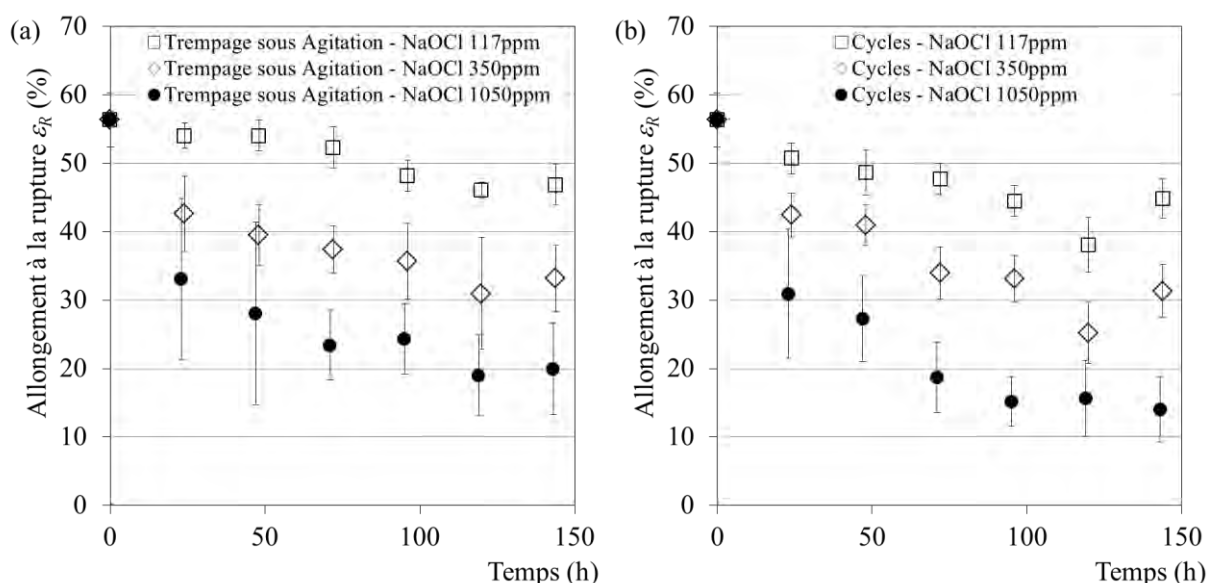 (a)
Allongement à la rupture εR (%)
70
60
50
40
30
20
10
0
Trempage sous Agitation - NaOCl 117ppm
Trempage sous Agitation - NaOCl 350ppm
Trempage sous Agitation - NaOCl 1050ppm
0 50 100 150
Temps (h)
(b)
Allongement à la rupture εR (%)
70
60
50
40
30
20
10
0
Cycles - NaOCl 117ppm
Cycles - NaOCl 350ppm
Cycles - NaOCl 1050ppm
0 50 100 150
Temps (h)